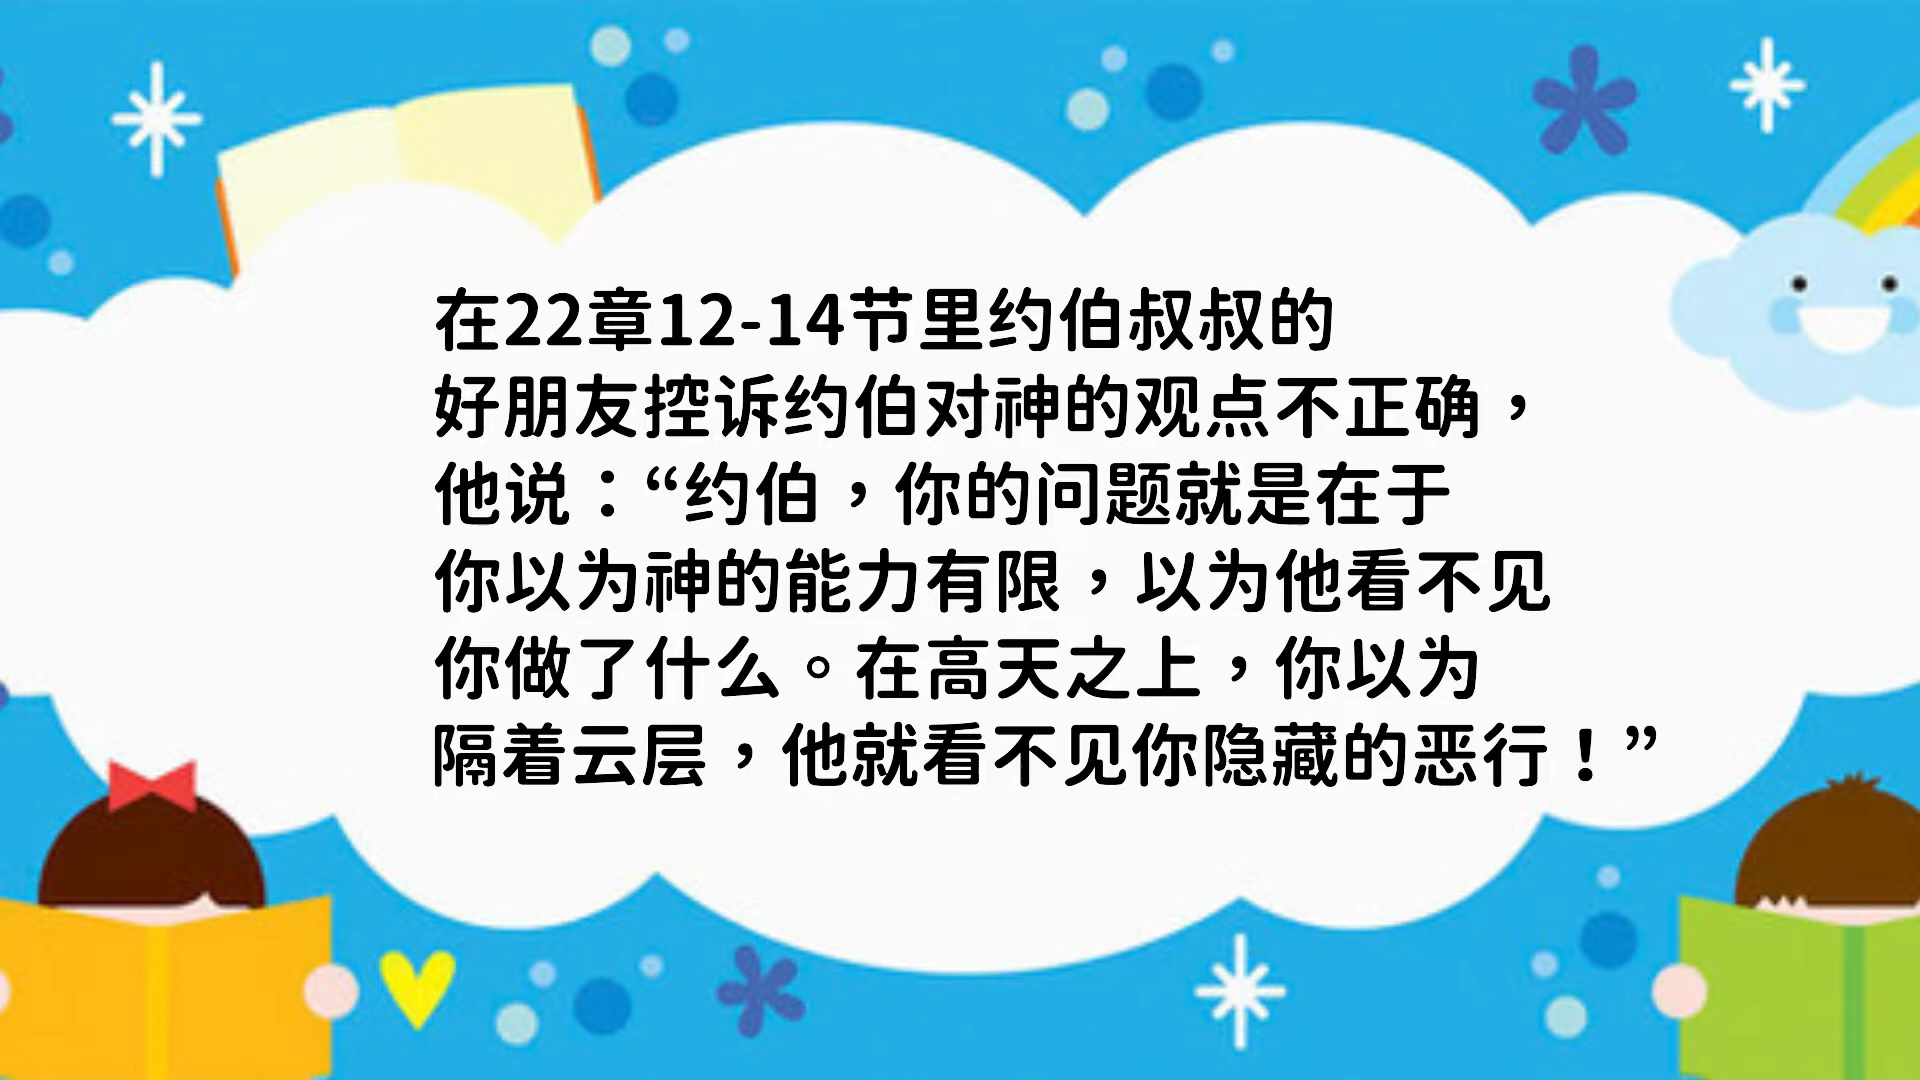 在22章12-14节里约伯叔叔的
好朋友控诉约伯对神的观点不正确，
他说：“约伯，你的问题就是在于
你以为神的能力有限，以为他看不见
你做了什么。在高天之上，你以为
隔着云层，他就看不见你隐藏的恶行！”